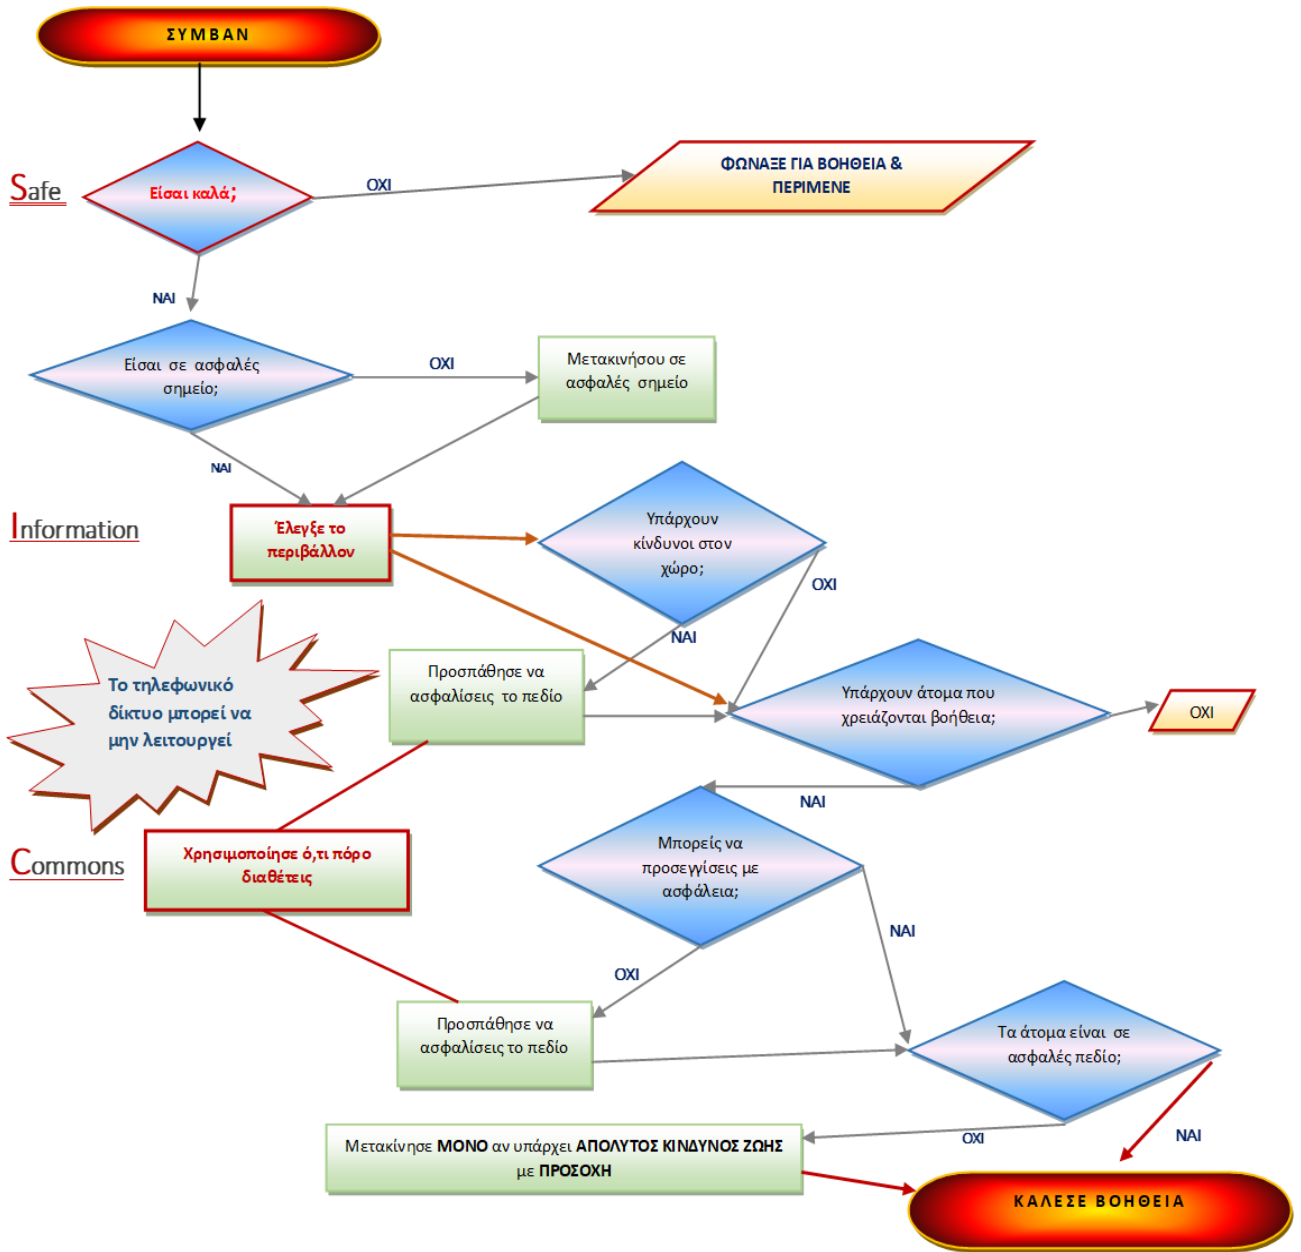 ΣΥΜΒΑΝ
Safe
Είσαι καλά;
ΟΧΙ
ΦΩΝΑΞΕ ΓΙΑ ΒΟΗΘΕΙΑ &
ΠΕΡΙΜΕΝΕ
ΝΑΙ
Είσαι σε ασφαλές
σημείο;
ΟΧΙ
Μετακινήσου σε
ασφαλές σημείο
ΝΑΙ
Information
Έλεγξε το
περιβάλλον
Υπάρχουν
κίνδυνοι στον
χώρο;
ΟΧΙ
ΝΑΙ
Το τηλεφωνικό
δίκτυο μπορεί να
μην λειτουργεί
Προσπάθησε να
ασφαλίσεις το πεδίο
Υπάρχουν άτομα που
χρειάζονται βοήθεια;
ΟΧΙ
ΝΑΙ
Commons
Χρησιμοποίησε ό,τι πόρο
διαθέτεις
Μπορείς να
προσεγγίσεις με
ασφάλεια;
ΝΑΙ
ΟΧΙ
Προσπάθησε να
ασφαλίσεις το πεδίο
Τα άτομα είναι σε
ασφαλές πεδίο;
ΟΧΙ
ΝΑΙ
Μετακίνησε ΜΟΝΟ αν υπάρχει ΑΠΟΛΥΤΟΣ ΚΙΝΔΥΝΟΣ ΖΩΗΣ
με ΠΡΟΣΟΧΗ
ΚΑΛΕΣΕ ΒΟΗΘΕΙΑ